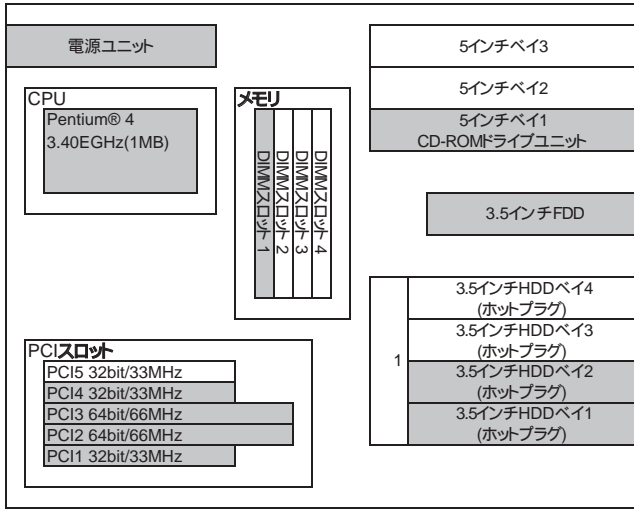 電源ユニット
CPU
Pentium® 4
3.40EGHz(1MB)
メモリ
DIMMスロット 1
DIMMスロット 2
DIMMスロット 3
DIMMスロット 4
PCIスロット
PCI5 32bit/33MHz
PCI4 32bit/33MHz
PCI3 64bit/66MHz
PCI2 64bit/66MHz
PCI1 32bit/33MHz
5インチベイ3
5インチベイ2
5インチベイ1
CD-ROMドライブユニット
3.5インチFDD
1
3.5インチHDDベイ4
(ホットプラグ)
3.5インチHDDベイ3
(ホットプラグ)
3.5インチHDDベイ2
(ホットプラグ)
3.5インチHDDベイ1
(ホットプラグ)